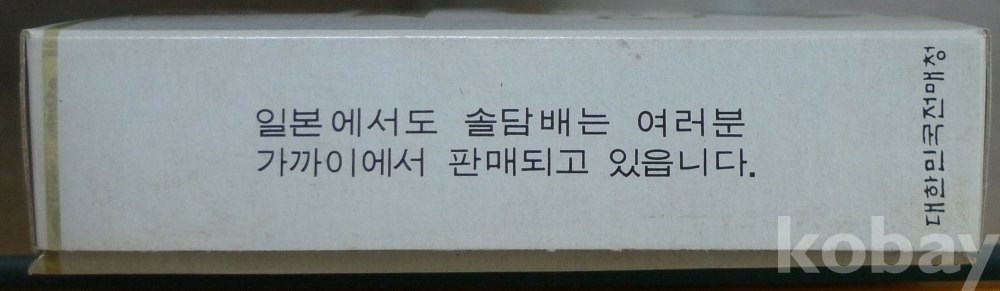 일본에서도 솔담배는 여러분
가까이에서 판매되고 있읍니다.
대한민국전매청
kobay